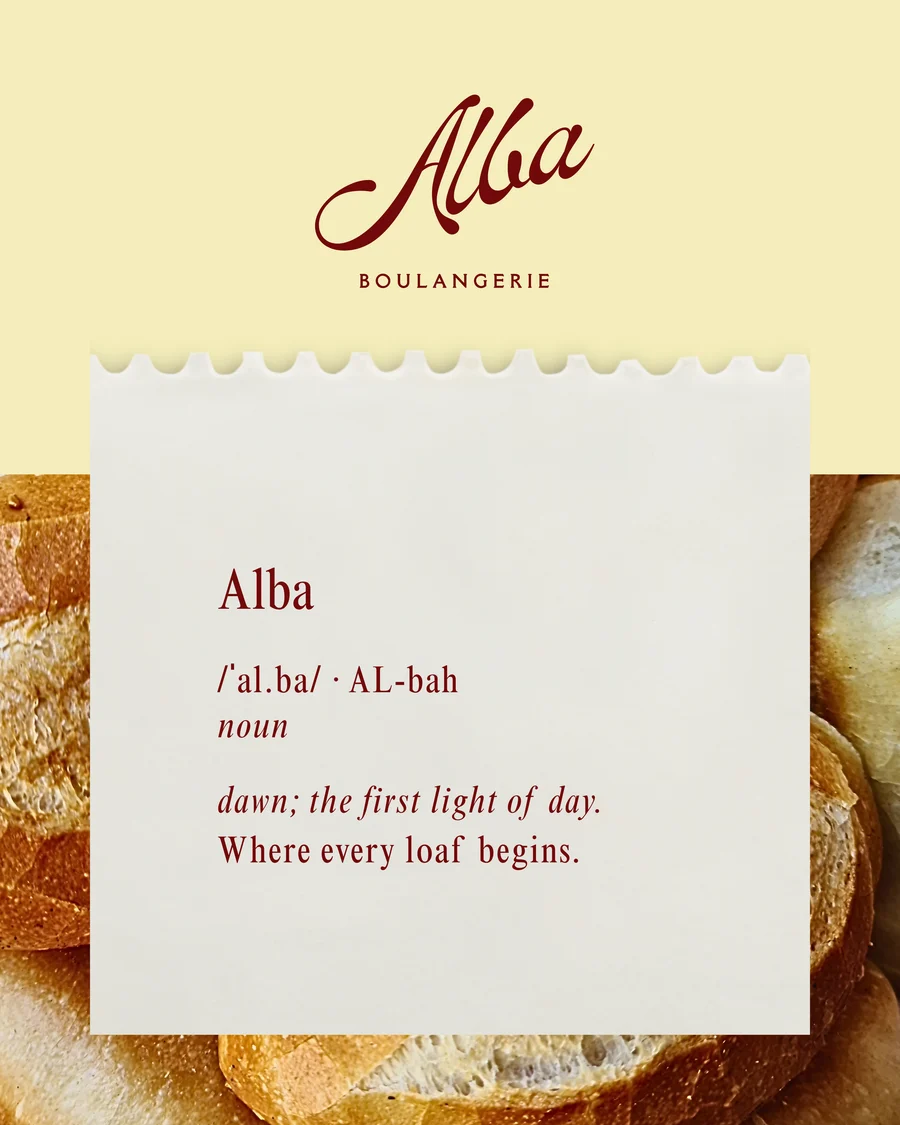 Alba
BOULANGERIE
Alba
/ˈal.ba/ · AL-bah
noun
dawn; the first light of day.
Where every loaf begins.